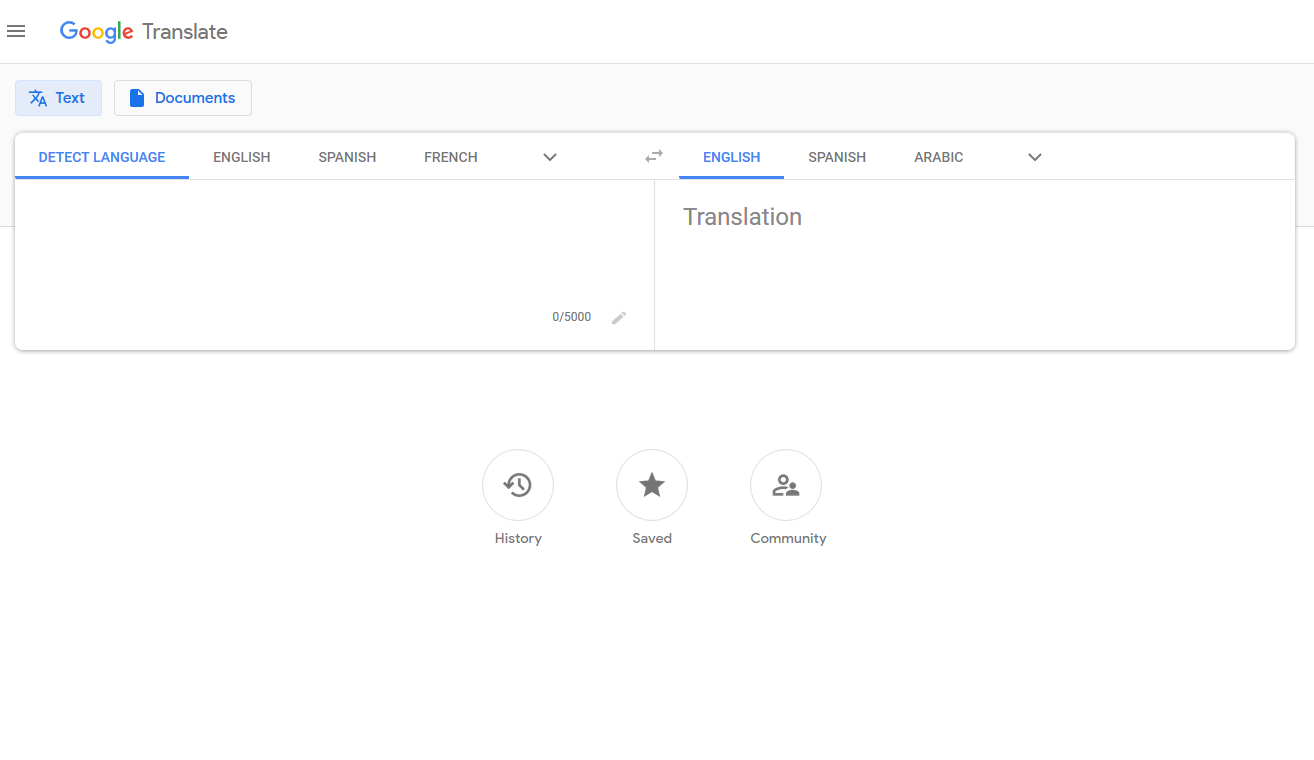 Google Translate
Text Documents
DETECT LANGUAGE ENGLISH SPANISH FRENCH ENGLISH SPANISH ARABIC
Translation
0/5000
History Saved Community